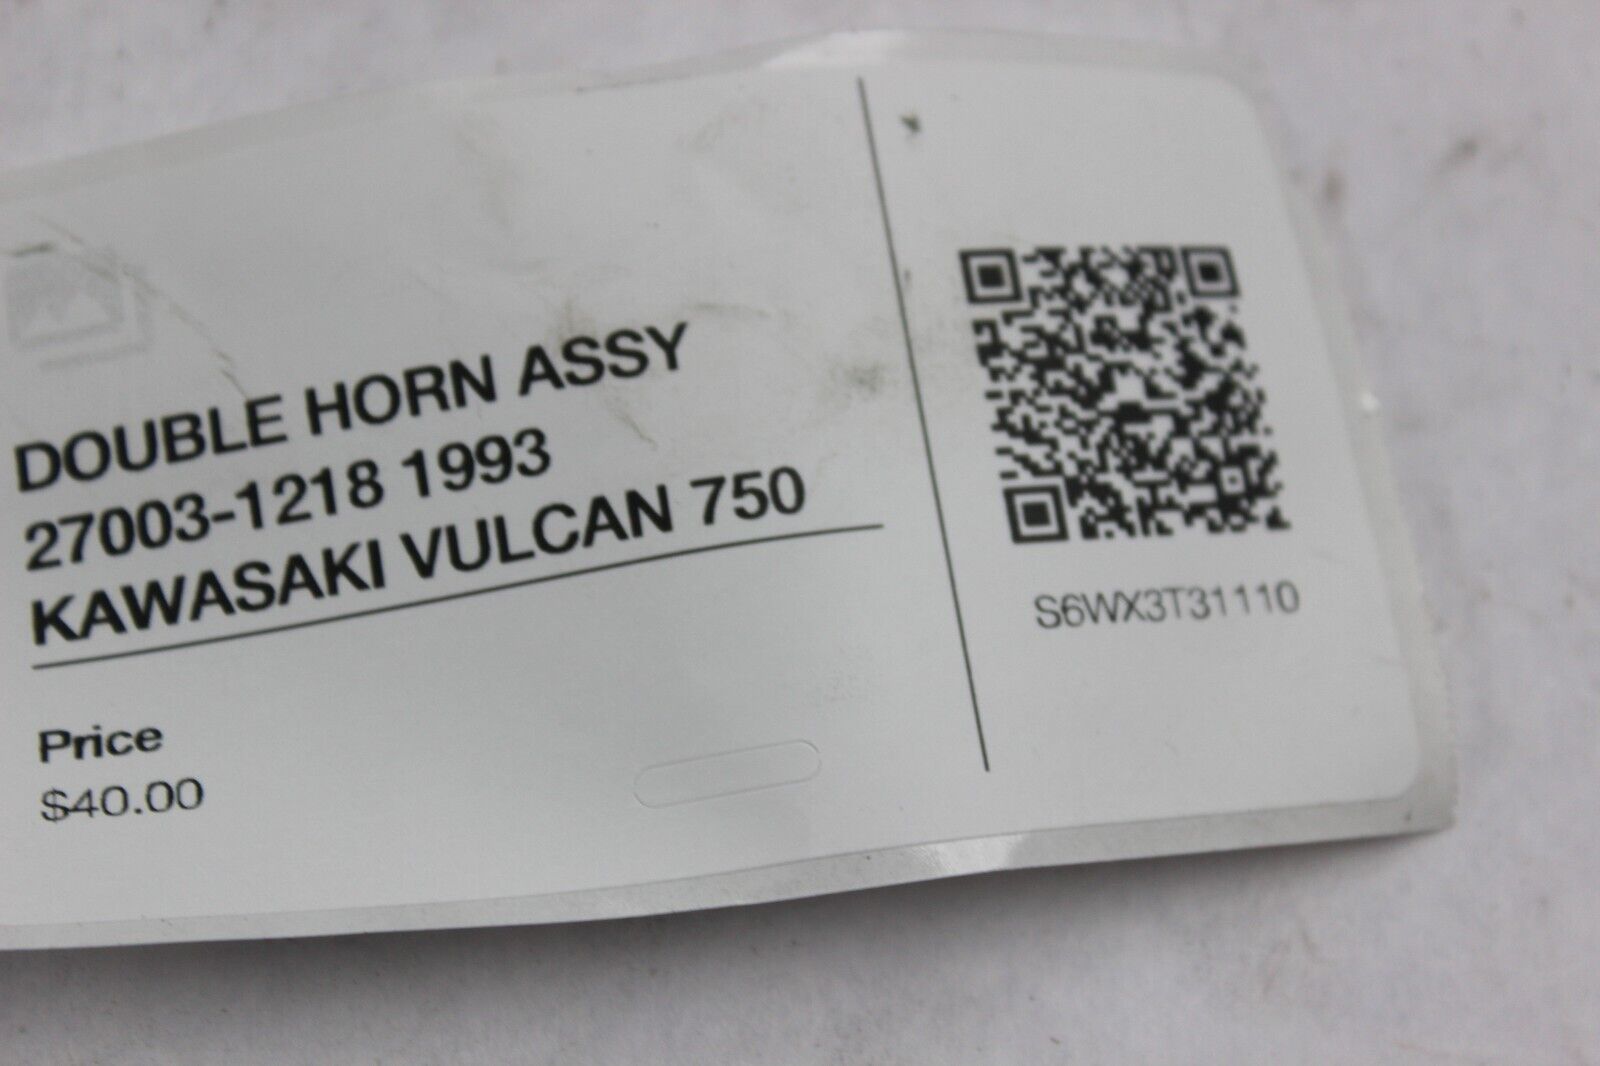 DOUBLE HORN ASSY
27003-1218 1993
KAWASAKI VULCAN 750
Price
$40.00
S6WX3T31110